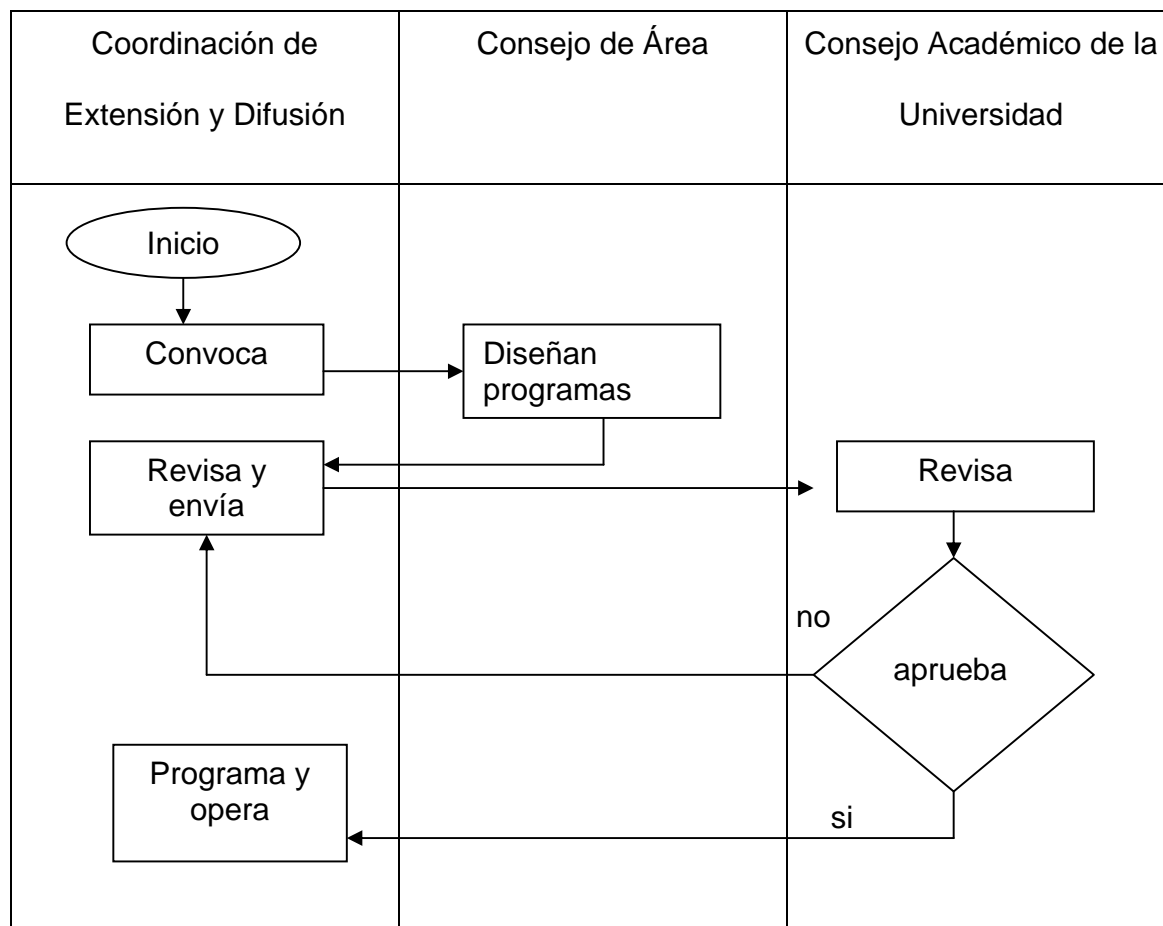 Coordinación de
Extensión y Difusión
Consejo de Área
Consejo Académico de la
Universidad
Inicio
Convoca
Diseñan
programas
Revisa y
envía
Revisa
no
aprueba
Programa y
opera
si